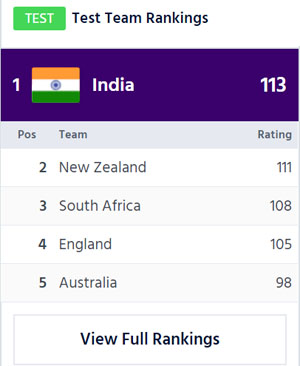 TEST Test Team Rankings
1 India 113
Pos Team Rating
2 New Zealand 111
3 South Africa 108
4 England 105
5 Australia 98
View Full Rankings